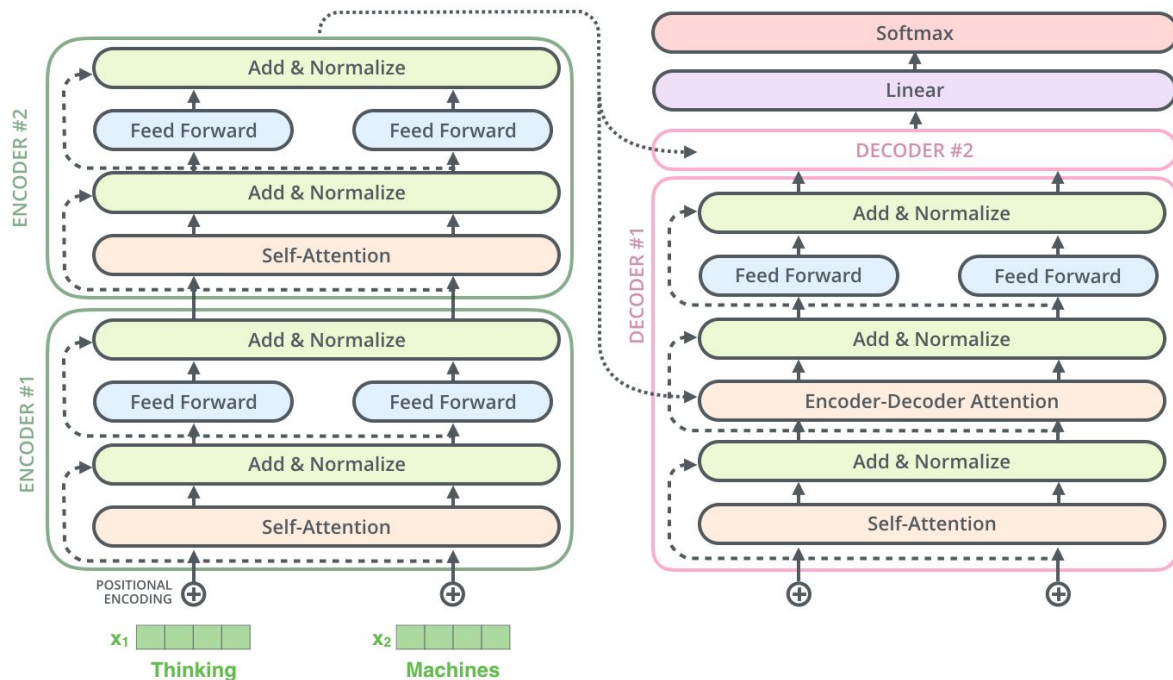 ENCODER #2
Add & Normalize
Feed Forward
Feed Forward
Add & Normalize
Self-Attention
ENCODER #1
Add & Normalize
Feed Forward
Feed Forward
Add & Normalize
Self-Attention
POSITIONAL
ENCODING
x₁
x₂
Thinking
Machines
Softmax
Linear
DECODER #2
DECODER #1
Add & Normalize
Feed Forward
Feed Forward
Add & Normalize
Encoder-Decoder Attention
Add & Normalize
Self-Attention